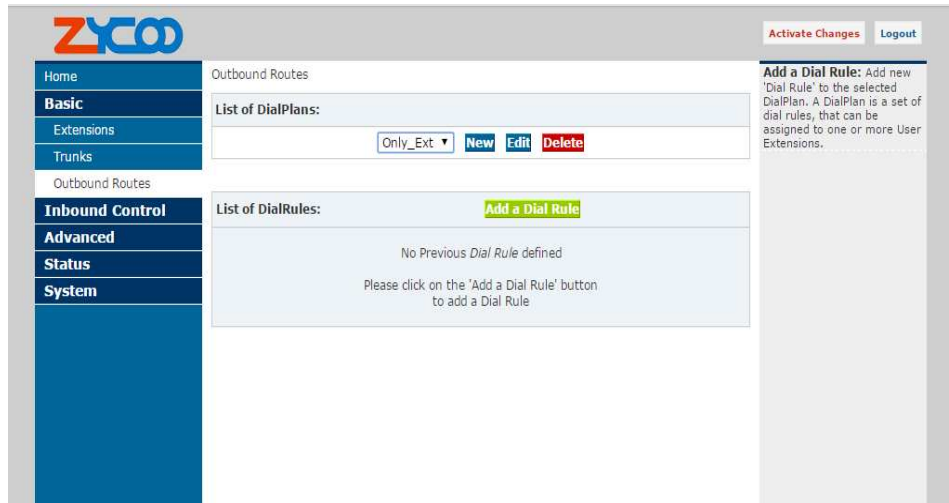 ZYCOO
Activate Changes
Logout
Home
Basic
Extensions
Trunks
Outbound Routes
Inbound Control
Advanced
Status
System
Outbound Routes
List of DialPlans:
Only_Ext
New
Edit
Delete
List of DialRules:
Add a Dial Rule
No Previous Dial Rule defined
Please click on the 'Add a Dial Rule' button
to add a Dial Rule
Add a Dial Rule: Add new
'Dial Rule' to the selected
DialPlan. A DialPlan is a set of
dial rules, that can be
assigned to one or more User
Extensions.